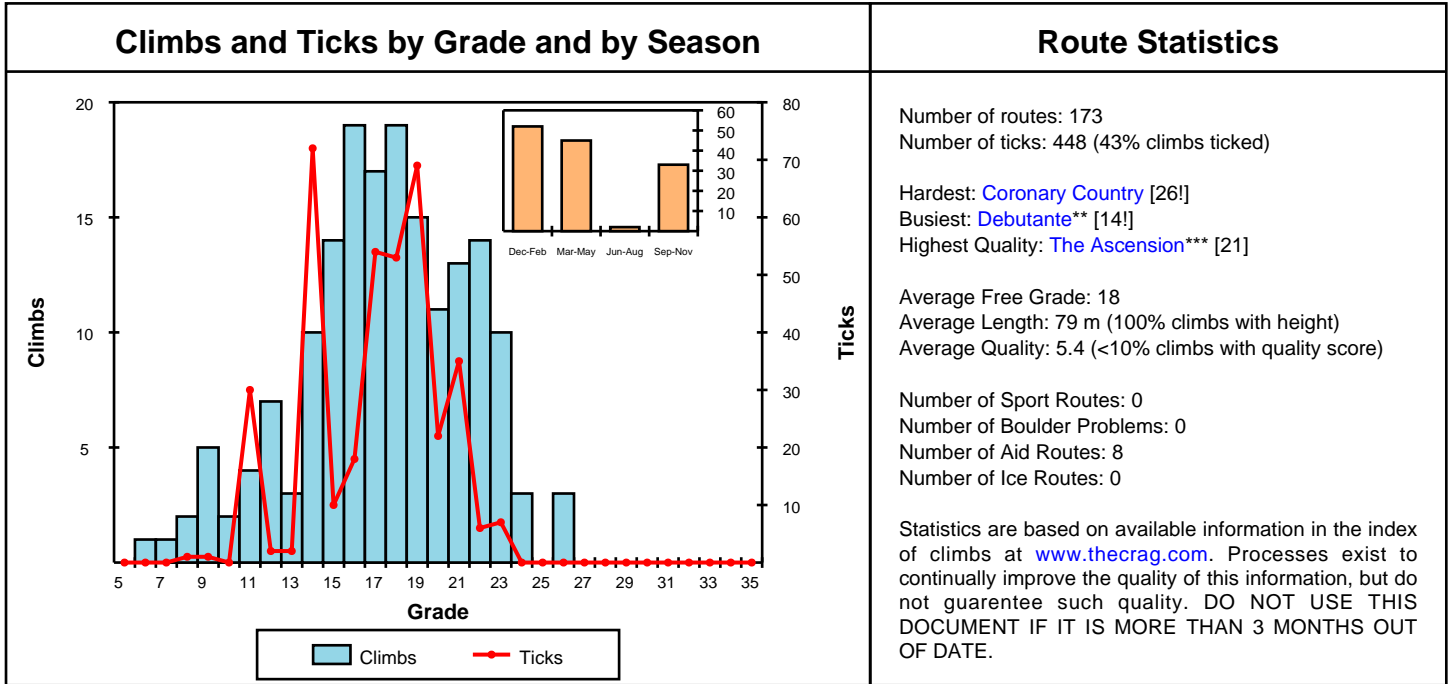 Climbs and Ticks by Grade and by Season
20
15
10
5
Climbs
80
70
60
50
40
30
20
10
Ticks
60
50
40
30
20
10
Dec-Feb Mar-May Jun-Aug Sep-Nov
5 7 9 11 13 15 17 19 21 23 25 27 29 31 33 35
Grade
Climbs Ticks
Route Statistics
Number of routes: 173
Number of ticks: 448 (43% climbs ticked)
Hardest: Coronary Country [26!]
Busiest: Debutante** [14!]
Highest Quality: The Ascension*** [21]
Average Free Grade: 18
Average Length: 79 m (100% climbs with height)
Average Quality: 5.4 (<10% climbs with quality score)
Number of Sport Routes: 0
Number of Boulder Problems: 0
Number of Aid Routes: 8
Number of Ice Routes: 0
Statistics are based on available information in the index
of climbs at www.thecrag.com. Processes exist to
continually improve the quality of this information, but do
not guarentee such quality. DO NOT USE THIS
DOCUMENT IF IT IS MORE THAN 3 MONTHS OUT
OF DATE.